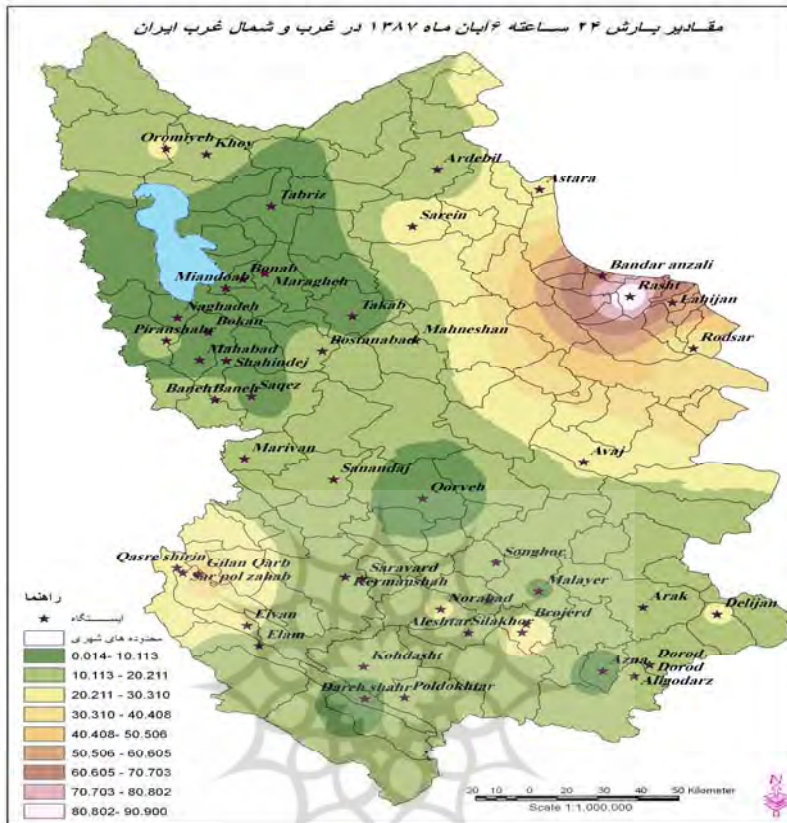 مقادیر بارش ۲۴ ساعته ۶ آبان ماه ۱۳۸۷ در غرب و شمال غرب ایران
Oromiyeh
Khoy
Ardebil
Astara
Tabriz
Sarein
Bandar anzali
Rasht
Lahijan
Bonab
Miandoab
Maragheh
Naghadeh
Bokan
Takab
Piranshahr
Mahneshan
Bostanabad
Rodsar
Mahabad
Shahindej
Baneh
Baneh
Saqez
Marivan
Avaj
Sanandaj
Qorveh
Qasre shirin
Gilan Qarb
Sar pol zahab
Saravard
Kermanshah
Songhor
Malayer
Norabad
Arak
Delijan
Eivan
Aleshtar
Silakhor
Brojerd
Elam
Kohdasht
Azna
Dorod
Dorod
Aligodarz
Dareh shahr
Poldokhtar
راهنما
ایستگاه
محدوده های شهری
0.014- 10.113
10.113 - 20.211
20.211 - 30.310
30.310 - 40.408
40.408- 50.506
50.506 - 60.605
60.605 - 70.703
70.703 - 80.802
80.802- 90.900
20 10 0 10 20 30 40 50 Kilometer
Scale 1:1,000,000
N